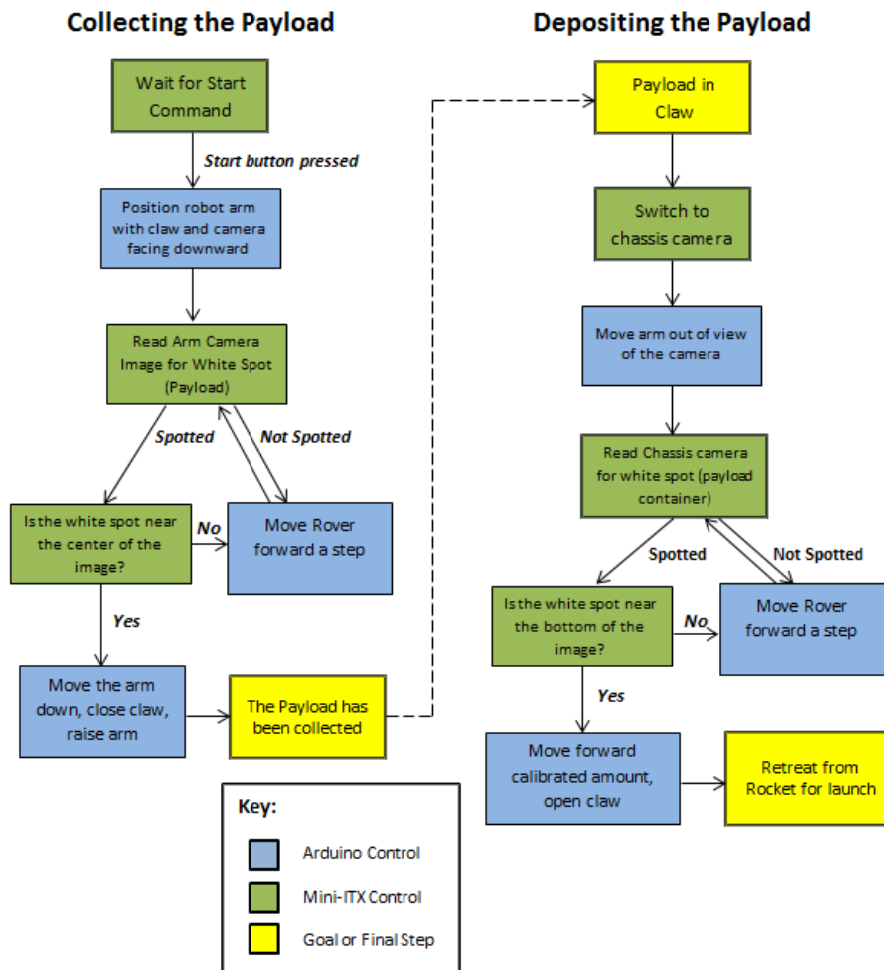 Collecting the Payload
Wait for Start
Command
Start button pressed
Position robot arm
with claw and camera
facing downward
Read Arm Camera
Image for White Spot
(Payload)
Spotted
Not Spotted
Is the white spot near
the center of the
image?
No
Move Rover
forward a step
Yes
Move the arm
down, close claw,
raise arm
The Payload has
been collected
Depositing the Payload
Payload in
Claw
Switch to
chassis camera
Move arm out of view
of the camera
Read Chassis camera
for white spot (payload
container)
Spotted
Not Spotted
Is the white spot near
the bottom of the
image?
No
Move Rover
forward a step
Yes
Move forward
calibrated amount,
open claw
Retreat from
Rocket for launch
Key:
Arduino Control
Mini-ITX Control
Goal or Final Step